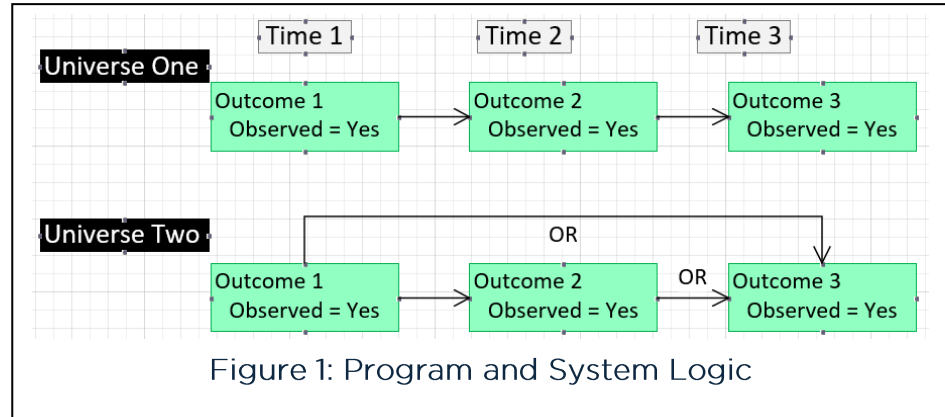 Time 1
Time 2
Time 3
Universe One
Outcome 1
Observed = Yes
Outcome 2
Observed = Yes
Outcome 3
Observed = Yes
Universe Two
OR
Outcome 1
Observed = Yes
Outcome 2
Observed = Yes
OR
Outcome 3
Observed = Yes
Figure 1: Program and System Logic